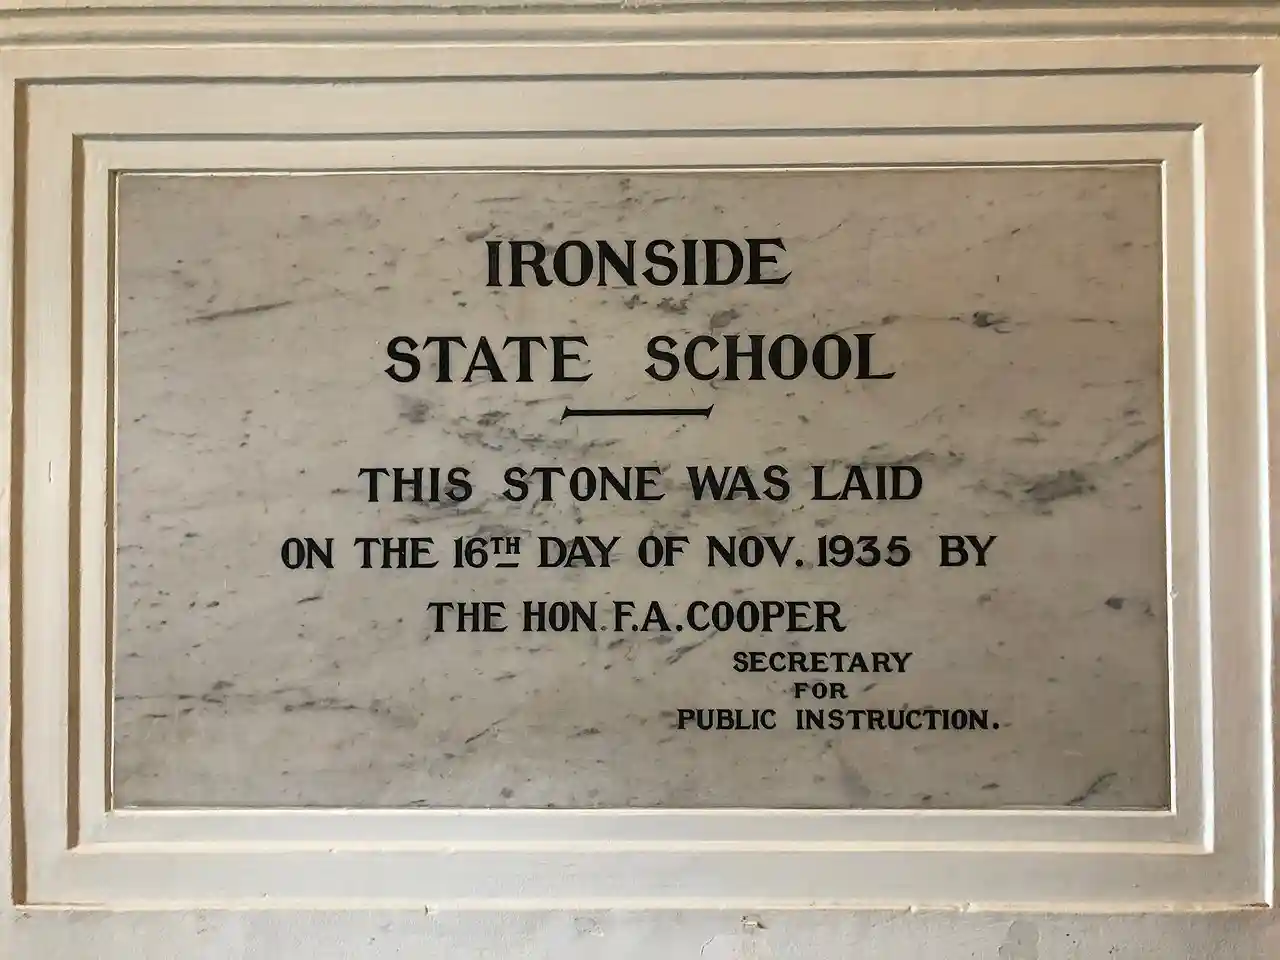 IRONSIDE
STATE SCHOOL
THIS STONE WAS LAID
ON THE 16TH DAY OF NOV. 1935 BY
THE HON. F.A. COOPER
SECRETARY
FOR
PUBLIC INSTRUCTION.